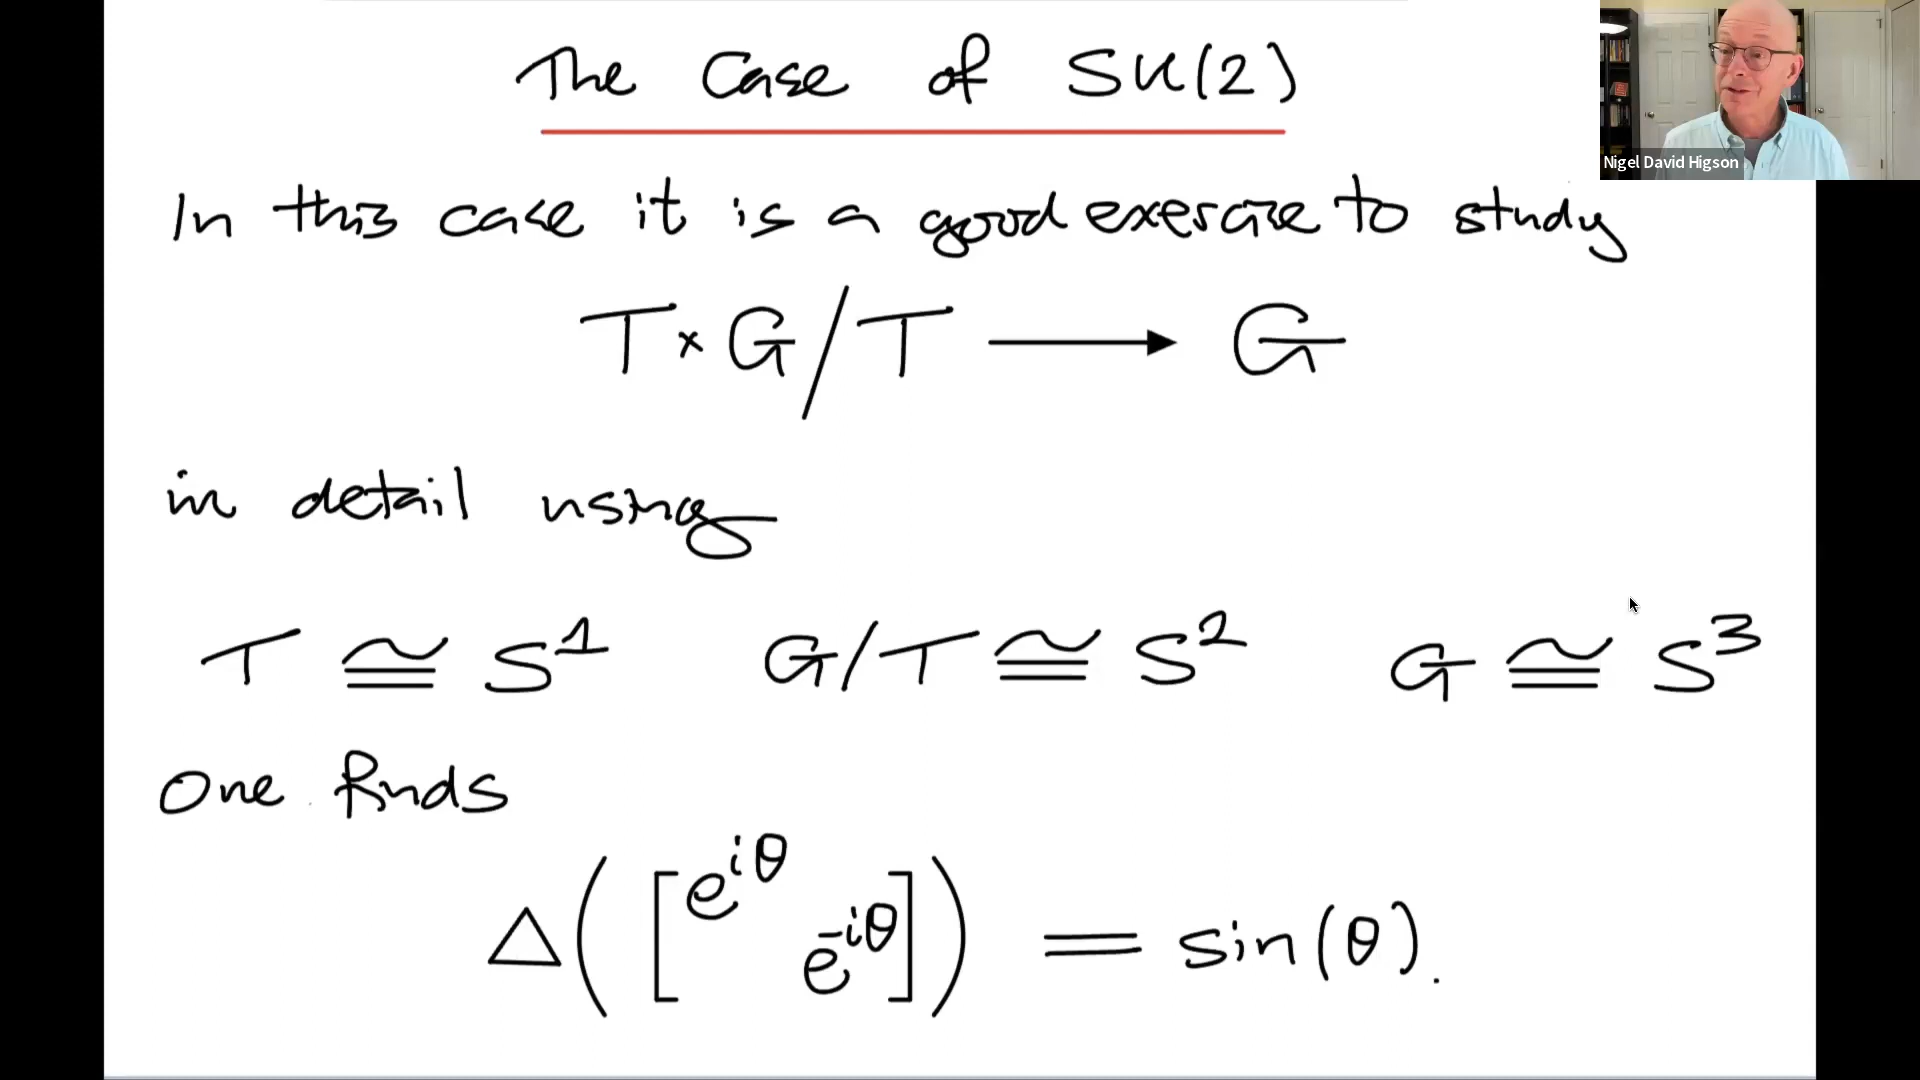 The Case of SU(2)
Nigel David Higson
In this case it is a good exercise to study
T × G/T ⟶ G
in detail using
T ≅ S¹ G/T ≅ S² G ≅ S³
One finds
Δ([e^{iθ} e^{-iθ}]) = sin(θ).